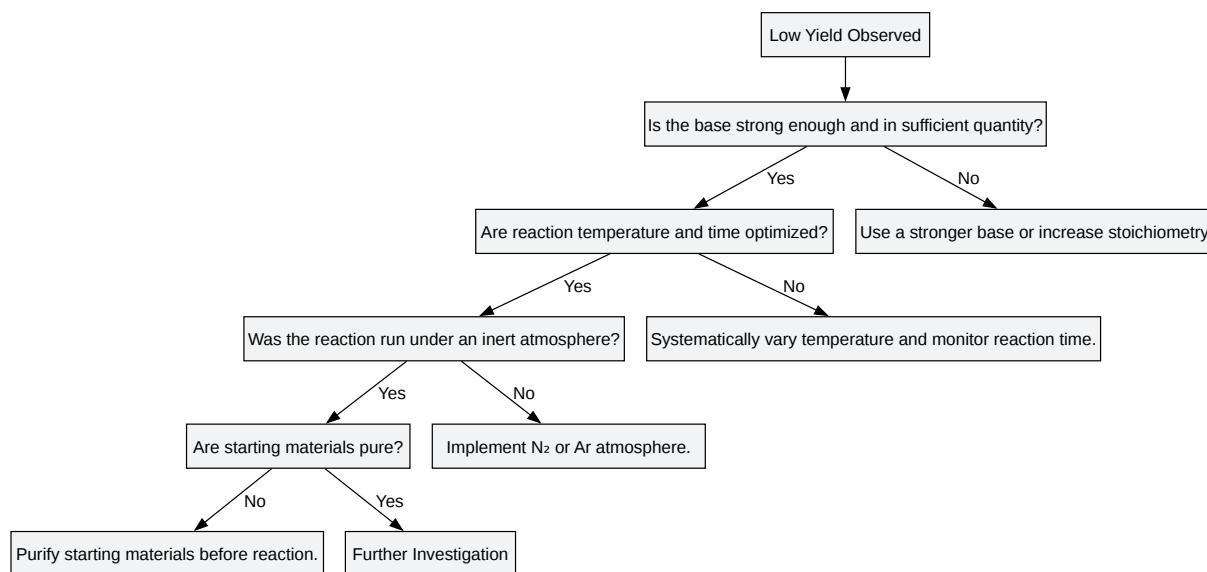 Low Yield Observed
Is the base strong enough and in sufficient quantity?
Yes
No
Are reaction temperature and time optimized?
Use a stronger base or increase stoichiometry
Yes
No
Was the reaction run under an inert atmosphere?
Systematically vary temperature and monitor reaction time.
Yes
No
Are starting materials pure?
Implement N₂ or Ar atmosphere.
No
Yes
Purify starting materials before reaction.
Further Investigation